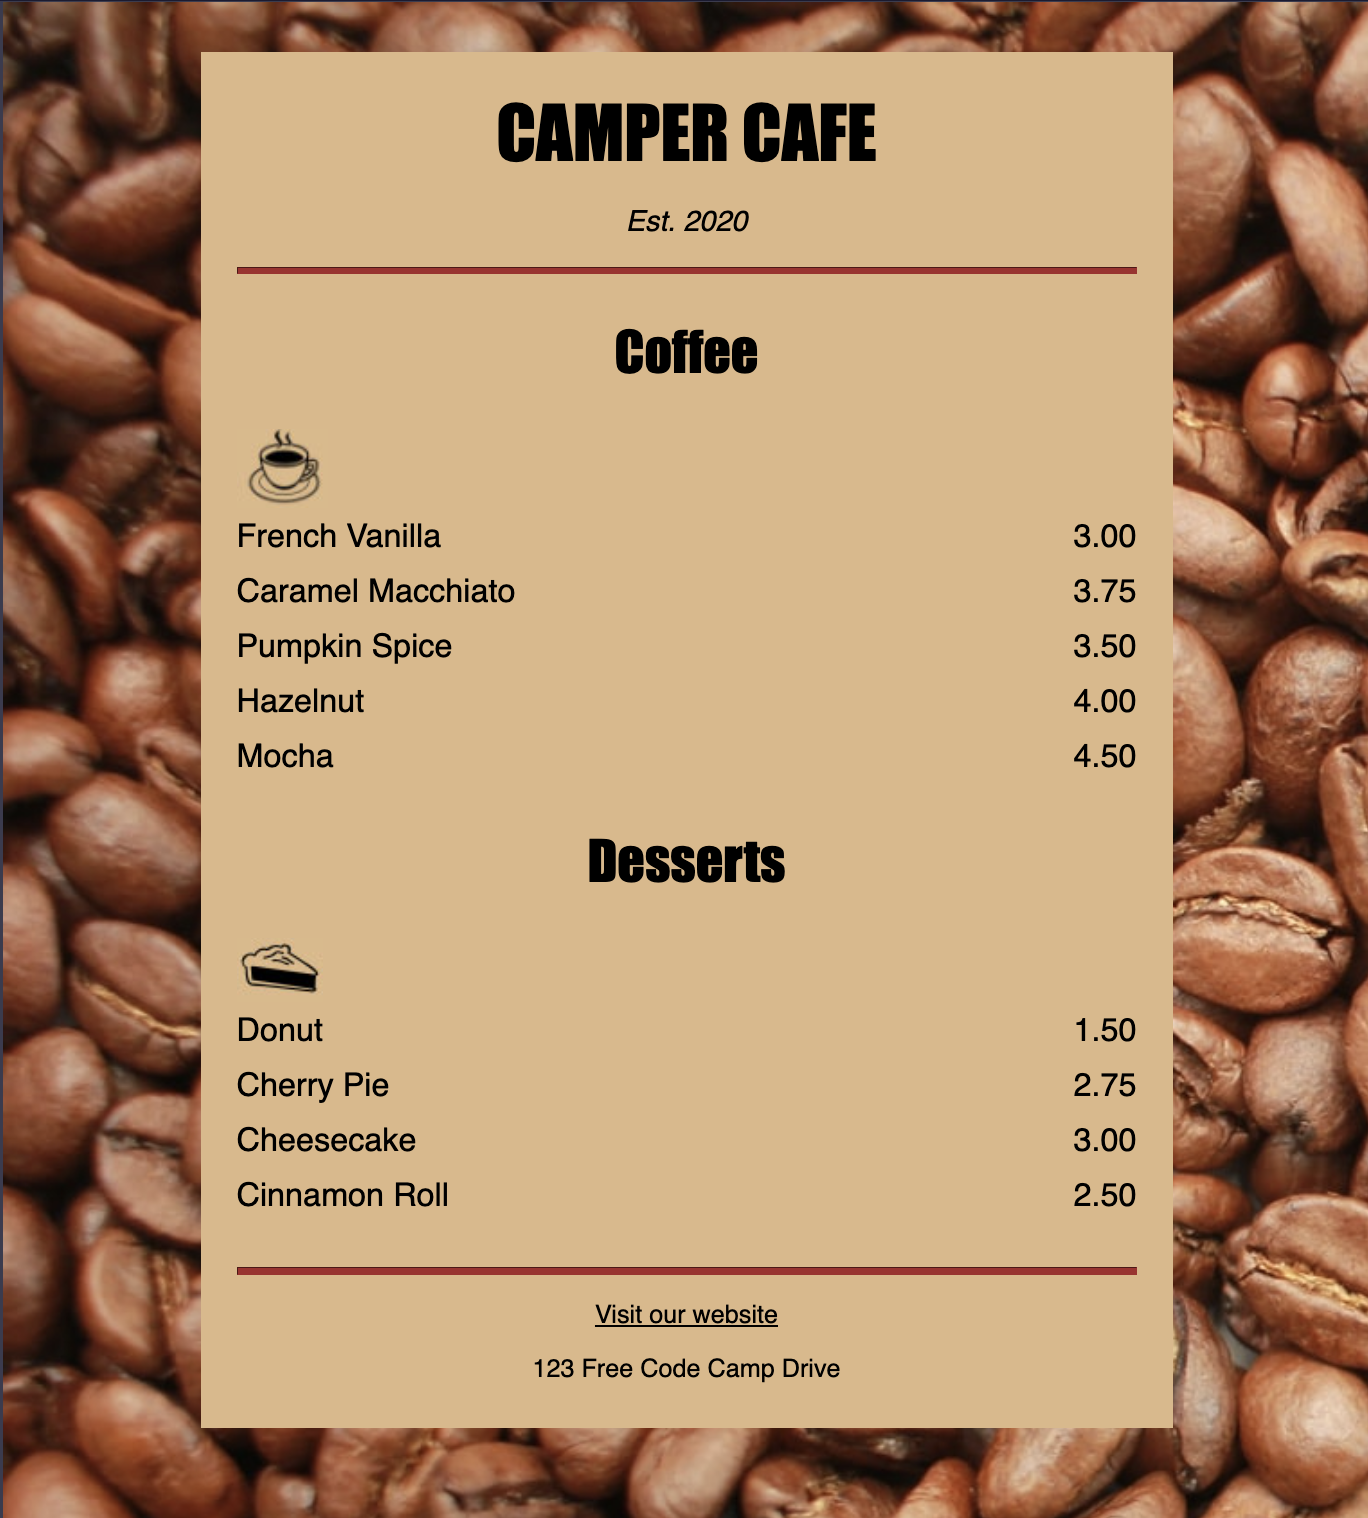 CAMPER CAFE
Est. 2020
Coffee
French Vanilla 3.00
Caramel Macchiato 3.75
Pumpkin Spice 3.50
Hazelnut 4.00
Mocha 4.50
Desserts
Donut 1.50
Cherry Pie 2.75
Cheesecake 3.00
Cinnamon Roll 2.50
Visit our website
123 Free Code Camp Drive